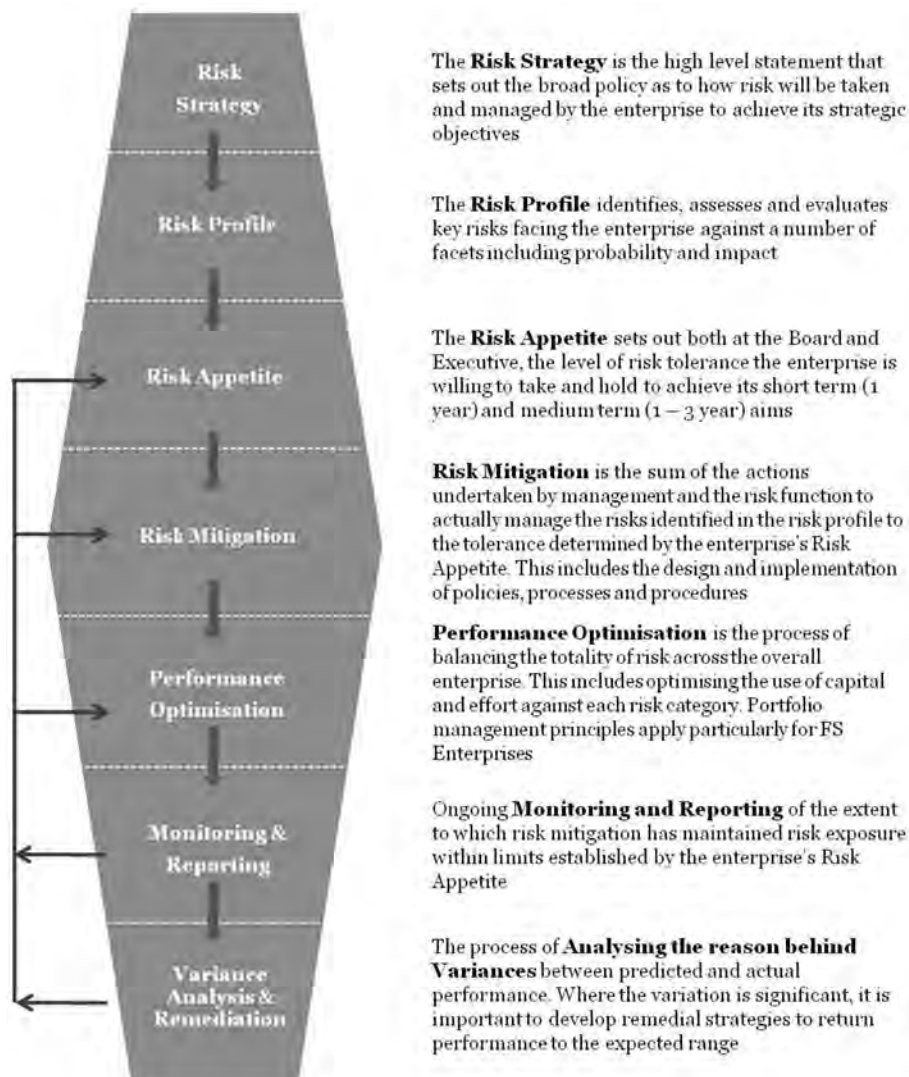 Risk
Strategy
The Risk Strategy is the high level statement that
sets out the broad policy as to how risk will be taken
and managed by the enterprise to achieve its strategic
objectives
Risk Profile
The Risk Profile identifies, assesses and evaluates
key risks facing the enterprise against a number of
facets including probability and impact
Risk Appetite
The Risk Appetite sets out both at the Board and
Executive, the level of risk tolerance the enterprise is
willing to take and hold to achieve its short term (1
year) and medium term (1 – 3 year) aims
Risk Mitigation
Risk Mitigation is the sum of the actions
undertaken by management and the risk function to
actually manage the risks identified in the risk profile to
the tolerance determined by the enterprise's Risk
Appetite. This includes the design and implementation
of policies, processes and procedures
Performance
Optimisation
Performance Optimisation is the process of
balancing the totality of risk across the overall
enterprise. This includes optimising the use of capital
and effort against each risk category. Portfolio
management principles apply particularly for FS
Enterprises
Monitoring &
Reporting
Ongoing Monitoring and Reporting of the extent
to which risk mitigation has maintained risk exposure
within limits established by the enterprise's Risk
Appetite
Variance
Analysis &
Remediation
The process of Analysing the reason behind
Variances between predicted and actual
performance. Where the variation is significant, it is
important to develop remedial strategies to return
performance to the expected range